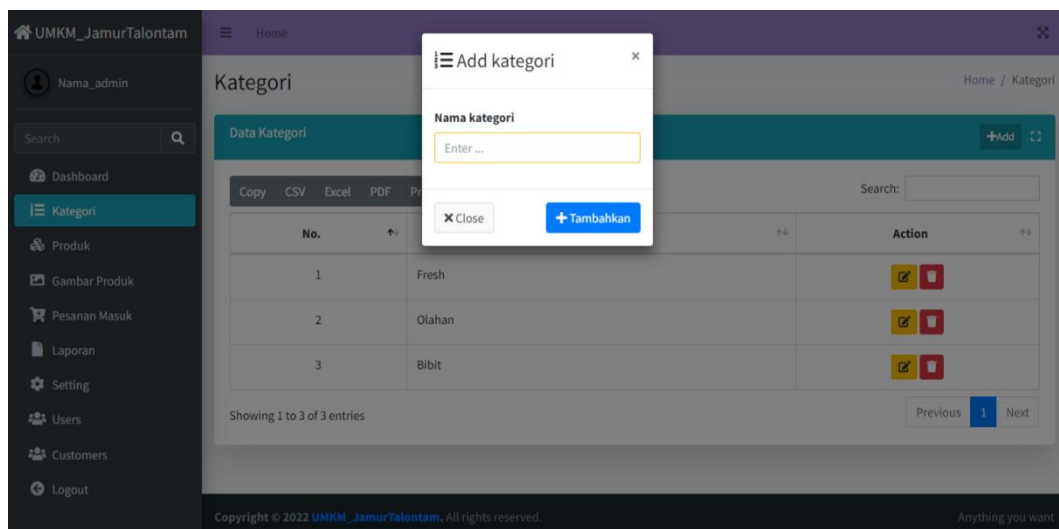 UMKM_JamurTalontam
Home
Nama_admin
Search
Dashboard
Kategori
Produk
Gambar Produk
Pesanan Masuk
Laporan
Setting
Users
Customers
Logout
Kategori
Home / Kategori
Data Kategori
+Add
Copy CSV Excel PDF Pr
Search:
No. Action
1 Fresh
2 Olahan
3 Bibit
Showing 1 to 3 of 3 entries
Previous 1 Next
Add kategori ×
Nama kategori
Enter ...
Close
Tambahkan
Copyright © 2022 UMKM_JamurTalontam. All rights reserved.
Anything you want